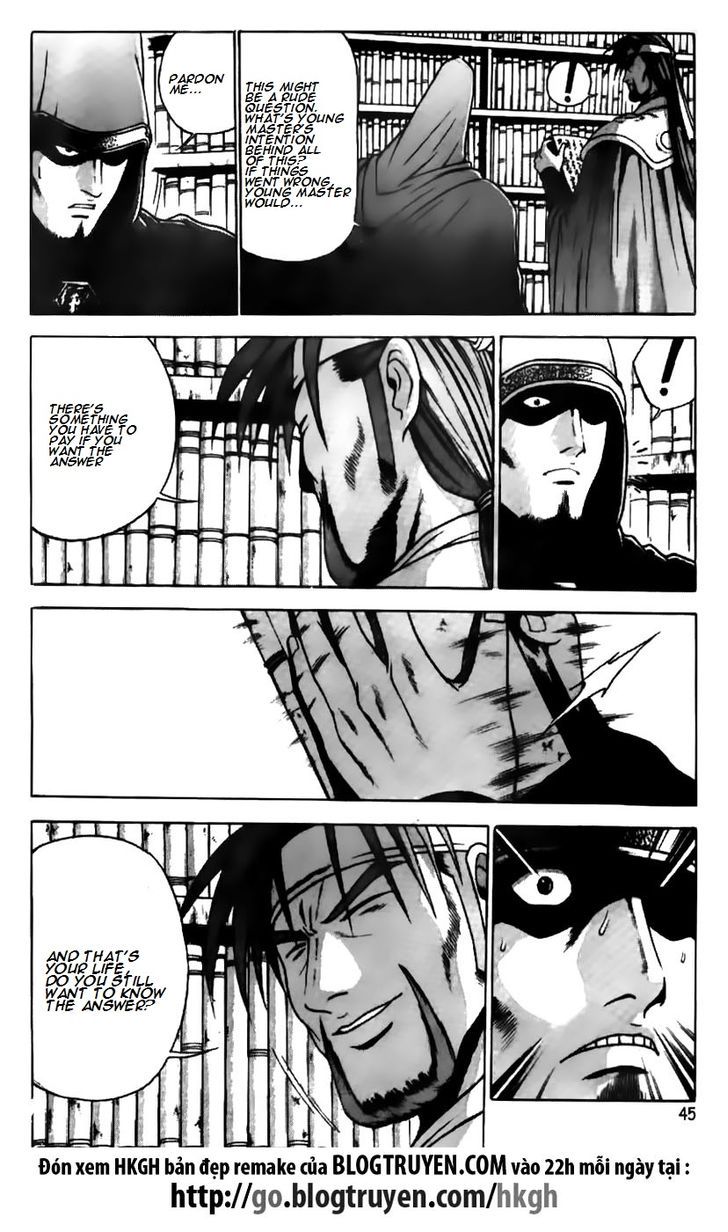 PARDON
ME...
THIS MIGHT
BE A RUDE
QUESTION.
WHAT'S YOUNG
MASTER'S
INTENTION
BEHIND ALL
OF THIS?
IF THINGS
WENT WRONG,
YOUNG MASTER
WOULD...
!
THERE'S
SOMETHING
YOU HAVE TO
PAY IF YOU
WANT THE
ANSWER
!
AND THAT'S
YOUR LIFE,
DO YOU STILL
WANT TO KNOW
THE ANSWER?
45
Đón xem HKGH bản đẹp remake của BLOGTRUYEN.COM vào 22h mỗi ngày tại :
http://go.blogtruyen.com/hkgh